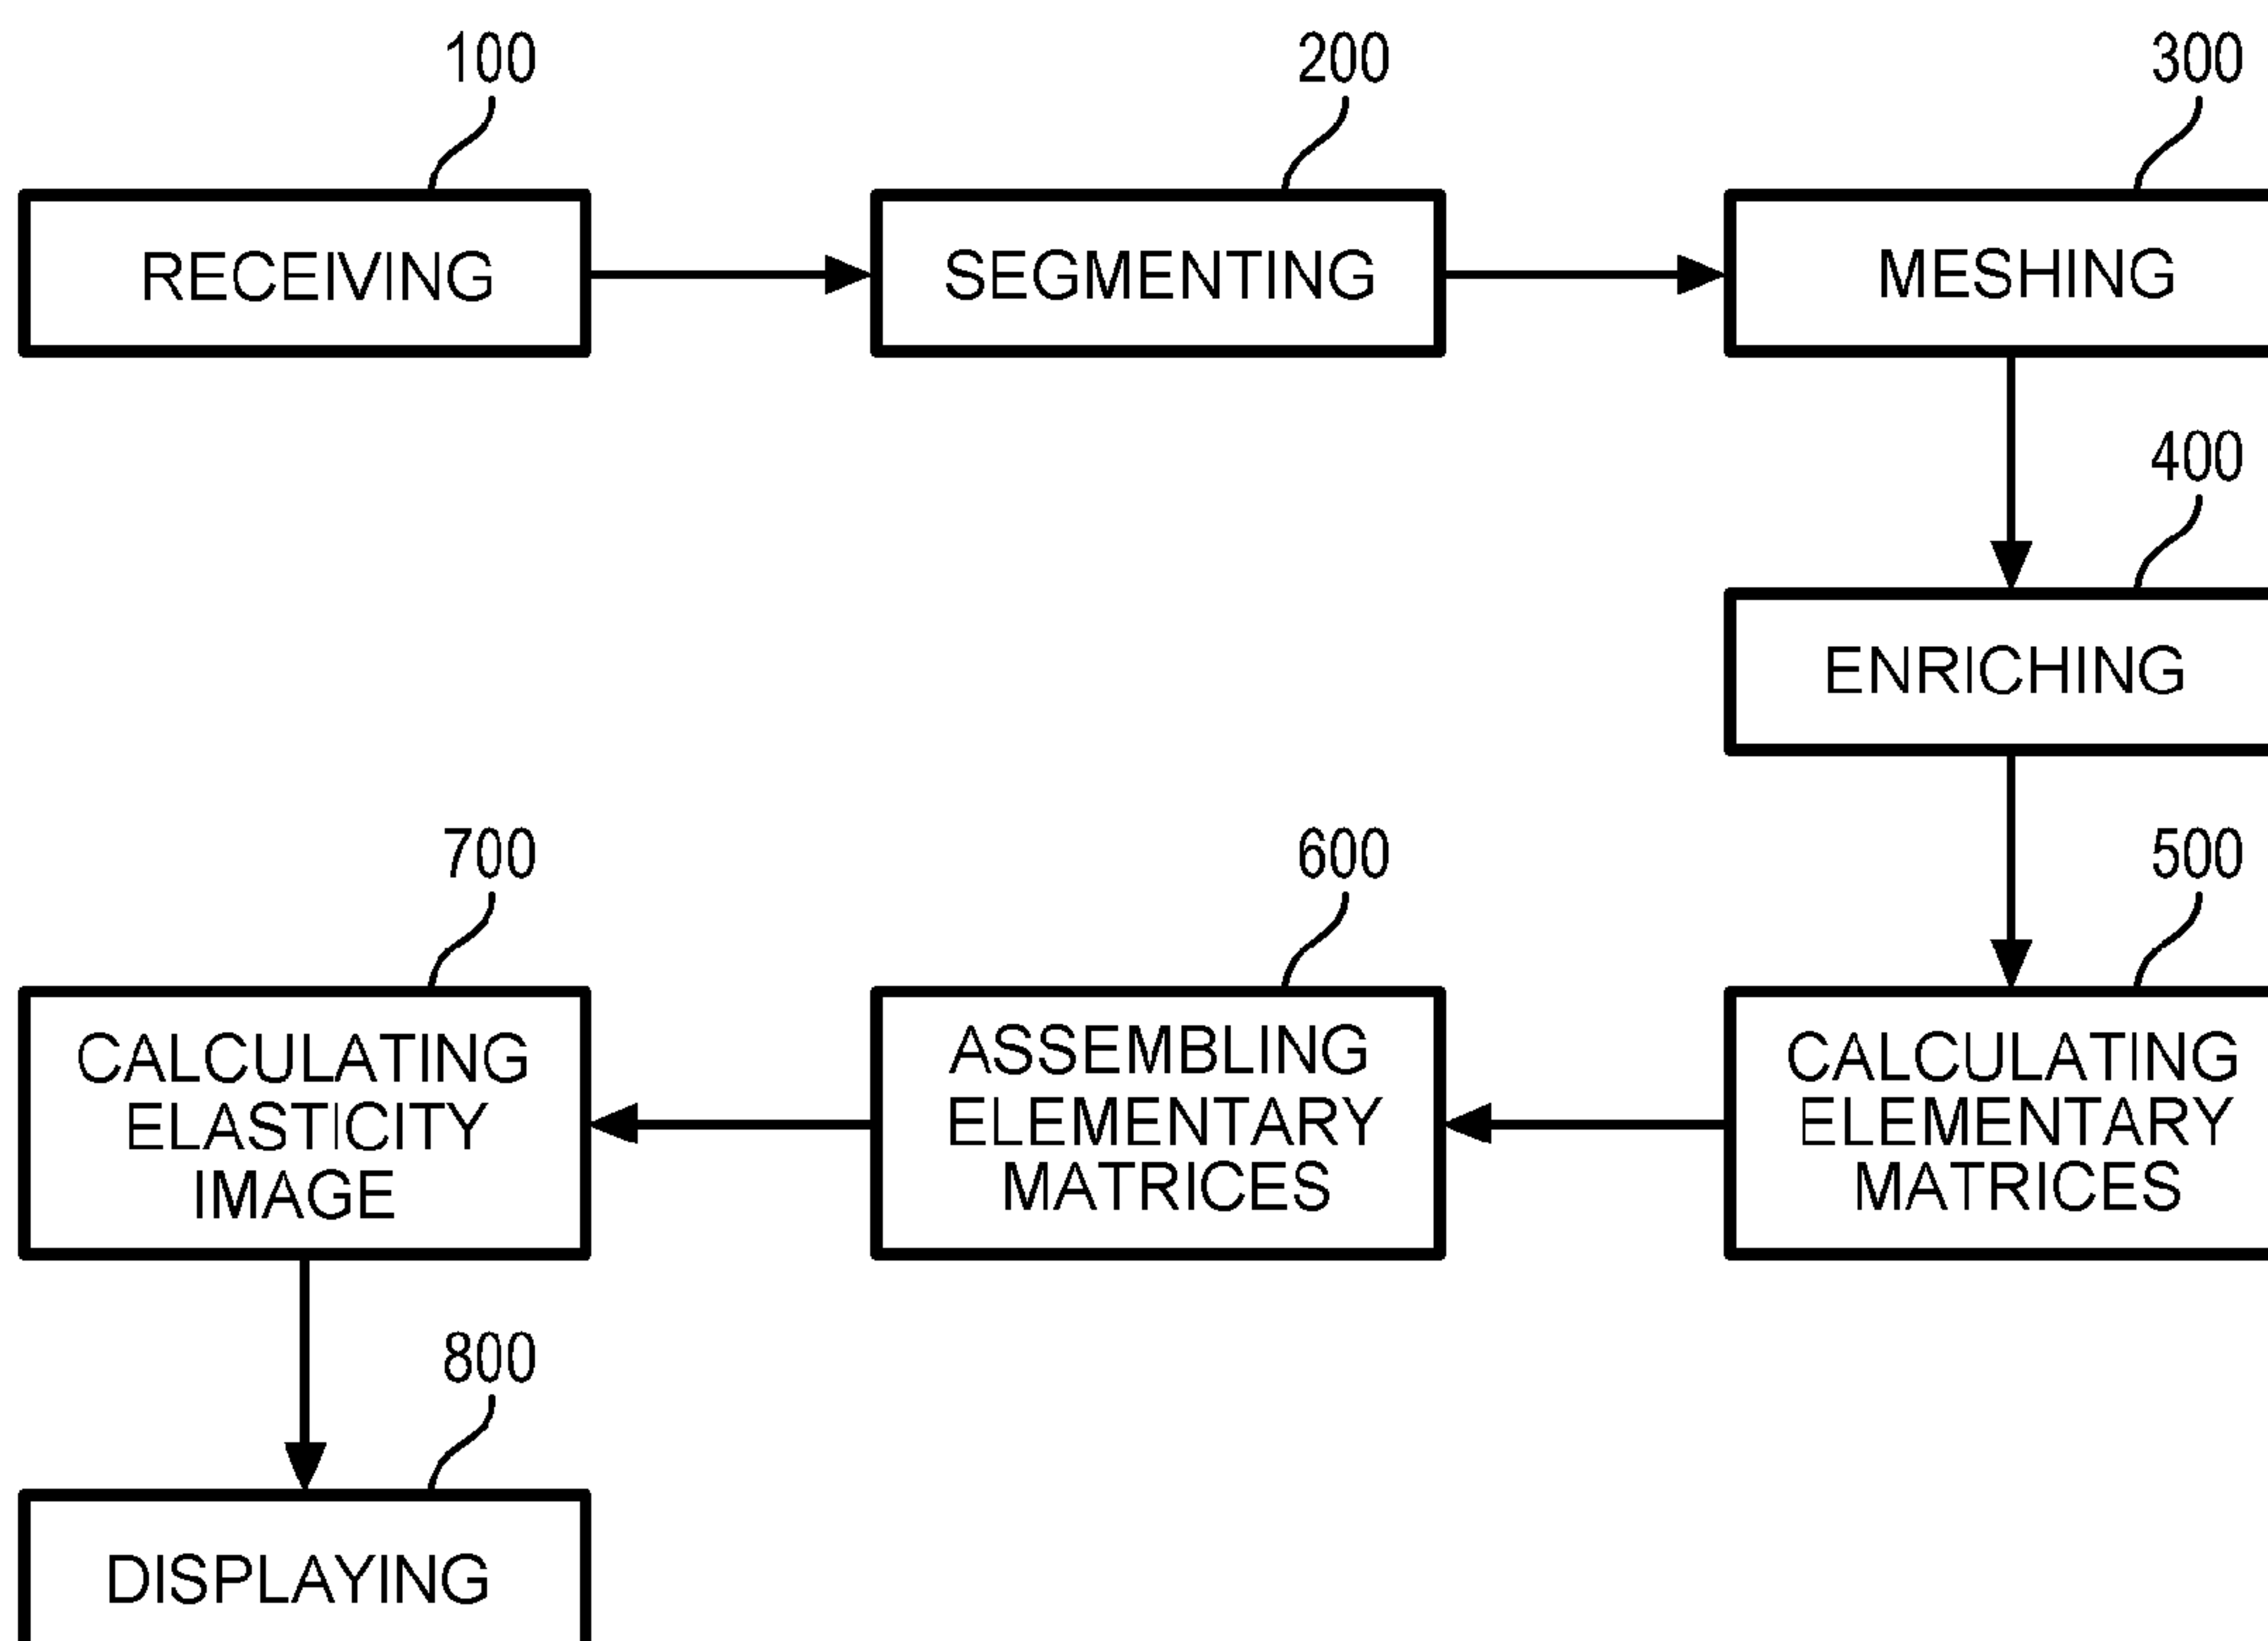 100
RECEIVING
200
SEGMENTING
300
MESHING
400
ENRICHING
500
CALCULATING
ELEMENTARY
MATRICES
600
ASSEMBLING
ELEMENTARY
MATRICES
700
CALCULATING
ELASTICITY
IMAGE
800
DISPLAYING